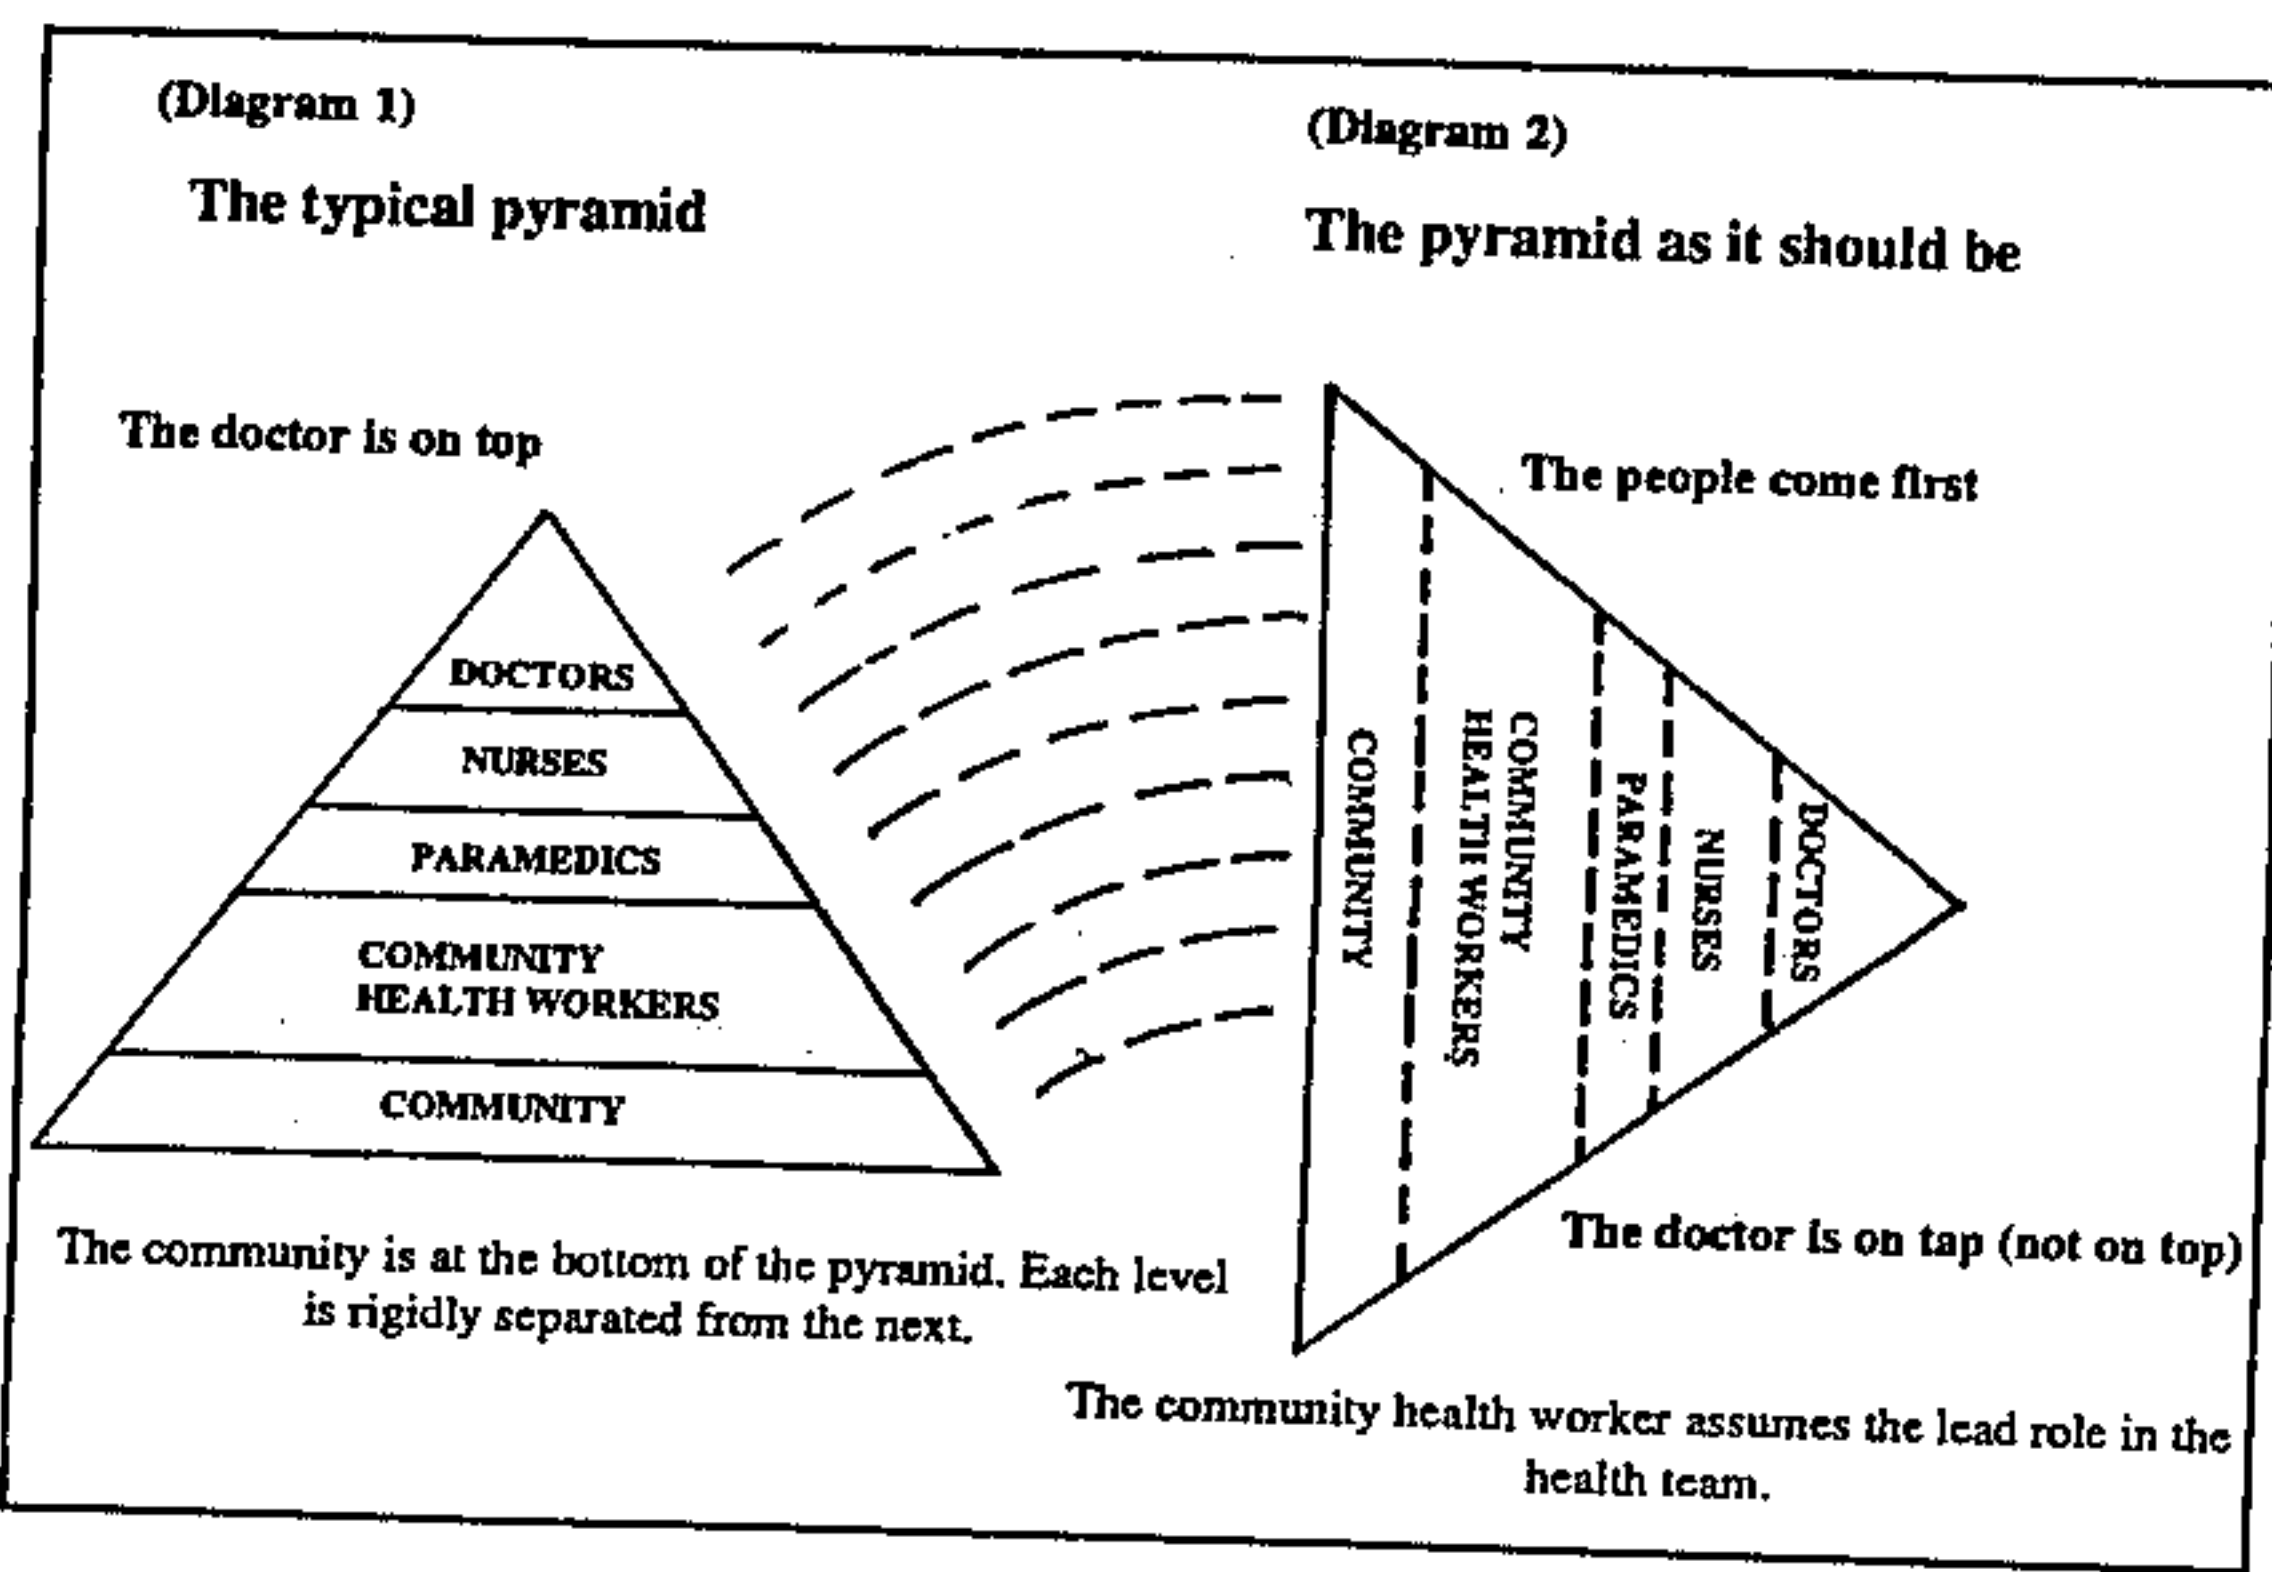 (Diagram 1)
The typical pyramid
The doctor is on top
DOCTORS
NURSES
PARAMEDICS
COMMUNITY
HEALTH WORKERS
COMMUNITY
The community is at the bottom of the pyramid. Each level
is rigidly separated from the next.
(Diagram 2)
The pyramid as it should be
The people come first
COMMUNITY
COMMUNITY
HEALTH WORKERS
PARAMEDICS
NURSES
DOCTORS
The doctor is on tap (not on top)
The community health worker assumes the lead role in the
health team.